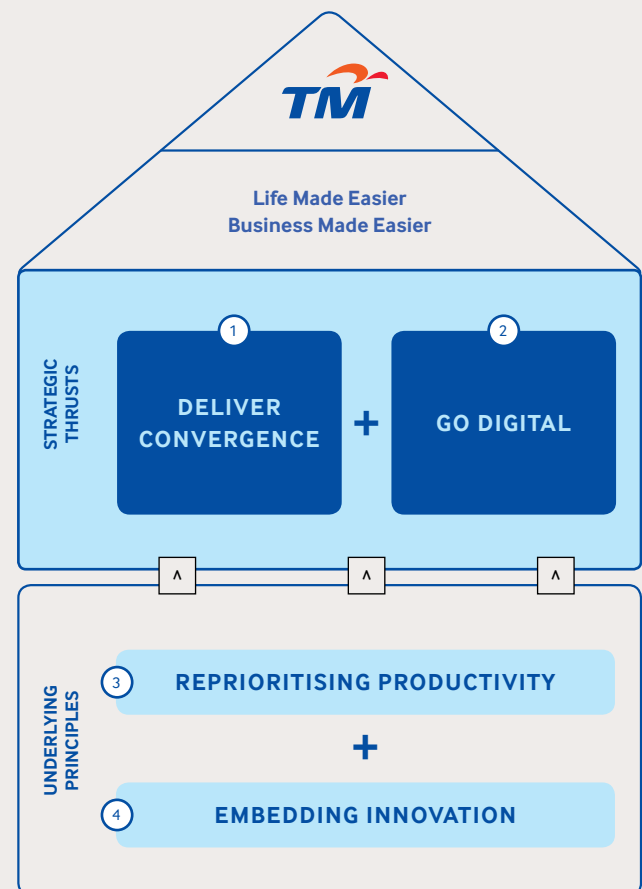 TM
Life Made Easier
Business Made Easier
STRATEGIC
THRUSTS
1
DELIVER
CONVERGENCE
+
2
GO DIGITAL
^
^
^
UNDERLYING
PRINCIPLES
3
REPRIORITISING PRODUCTIVITY
+
4
EMBEDDING INNOVATION